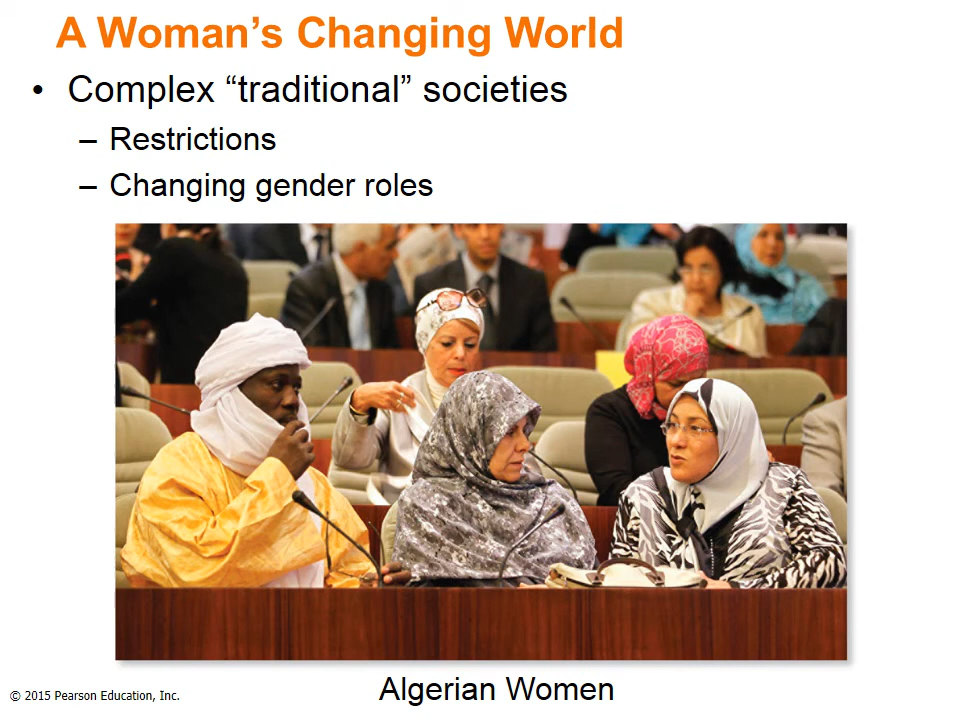 A Woman’s Changing World
• Complex “traditional” societies
– Restrictions
– Changing gender roles
Algerian Women
© 2015 Pearson Education, Inc.